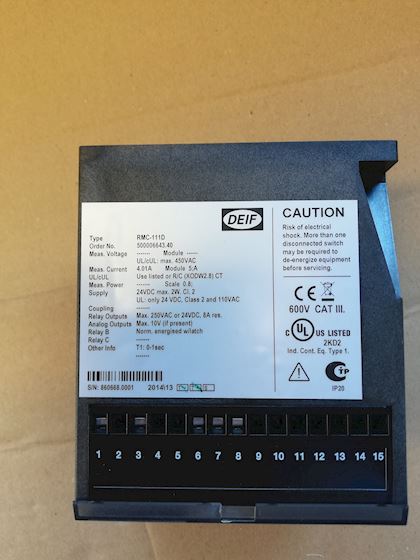 DEIF
Type RMC-111D
Order No. 500006643.40
Meas. Voltage ------- Module -------
UL/cUL: max. 450VAC
Meas. Current 4.01A Module 5;A
UL/cUL Use listed or R/C (XODW2.8) CT
Meas. Power ------- Scale 0.8;
Supply 24VDC max. 2W, Cl. 2
UL: only 24 VDC, Class 2 and 110VAC
Coupling -------
Relay Outputs Max. 250VAC or 24VDC, 8A res.
Analog Outputs Max. 10V (if present)
Relay B Norm. energised w/latch
Relay C -------
Other Info T1: 0-1sec
-------
S/N: 860668.0001 2014\13
CAUTION
Risk of electrical
shock. More than one
disconnected switch
may be required to
de-energize equipment
before servicing.
CE
600V CAT III.
c UL US LISTED
2KD2
Ind. Cont. Eq. Type 1.
IP20
1 2 3 4 5 6 7 8 9 10 11 12 13 14 15